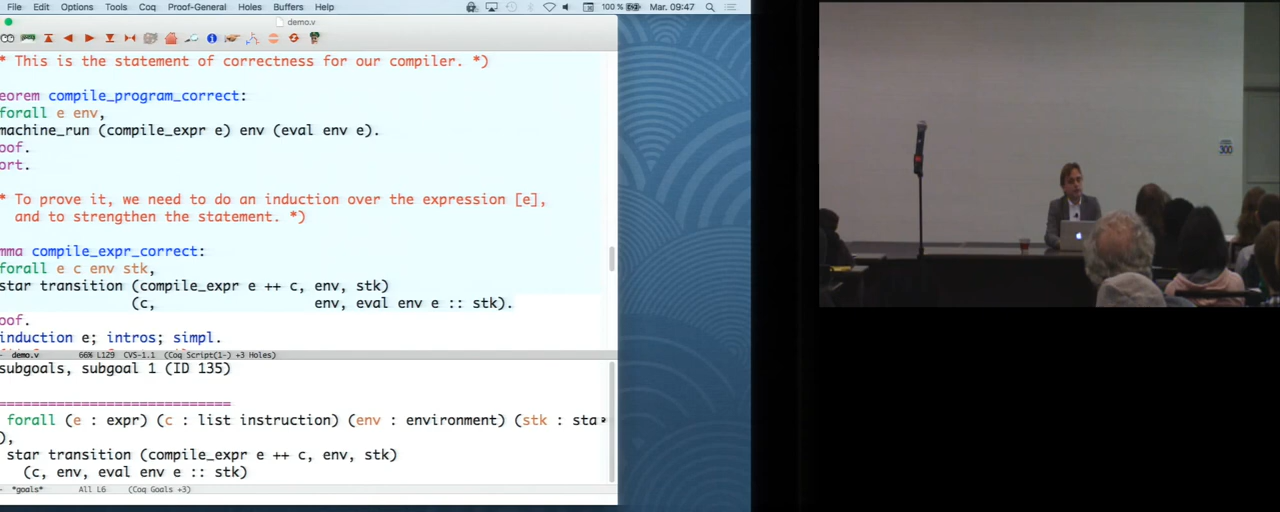 File Edit Options Tools Coq Proof-General Holes Buffers Help
100 % Mar. 09:47
demo.v
* This is the statement of correctness for our compiler. *)
eorem compile_program_correct:
forall e env,
machine_run (compile_expr e) env (eval env e).
oof.
ort.
* To prove it, we need to do an induction over the expression [e],
and to strengthen the statement. *)
mma compile_expr_correct:
forall e c env stk,
star transition (compile_expr e ++ c, env, stk)
(c, env, eval env e :: stk).
oof.
induction e; intros; simpl.
demo.v 66% L129 CVS-1.1 (Coq Script(1-) +3 Holes)
subgoals, subgoal 1 (ID 135)
============================
forall (e : expr) (c : list instruction) (env : environment) (stk : sta
),
star transition (compile_expr e ++ c, env, stk)
(c, env, eval env e :: stk)
*goals* All L6 (Coq Goals +3)
300